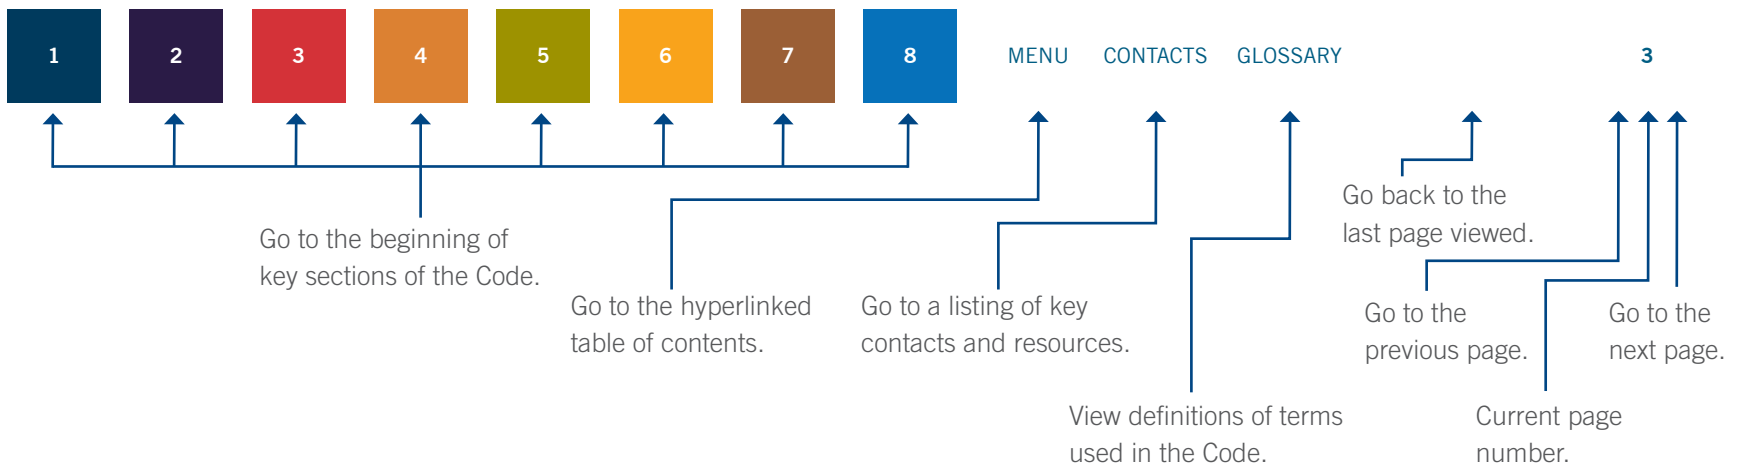 1 2 3 4 5 6 7 8 MENU CONTACTS GLOSSARY 3
Go to the beginning of
key sections of the Code.
Go to the hyperlinked
table of contents.
Go to a listing of key
contacts and resources.
View definitions of terms
used in the Code.
Go back to the
last page viewed.
Go to the
previous page.
Current page
number.
Go to the
next page.